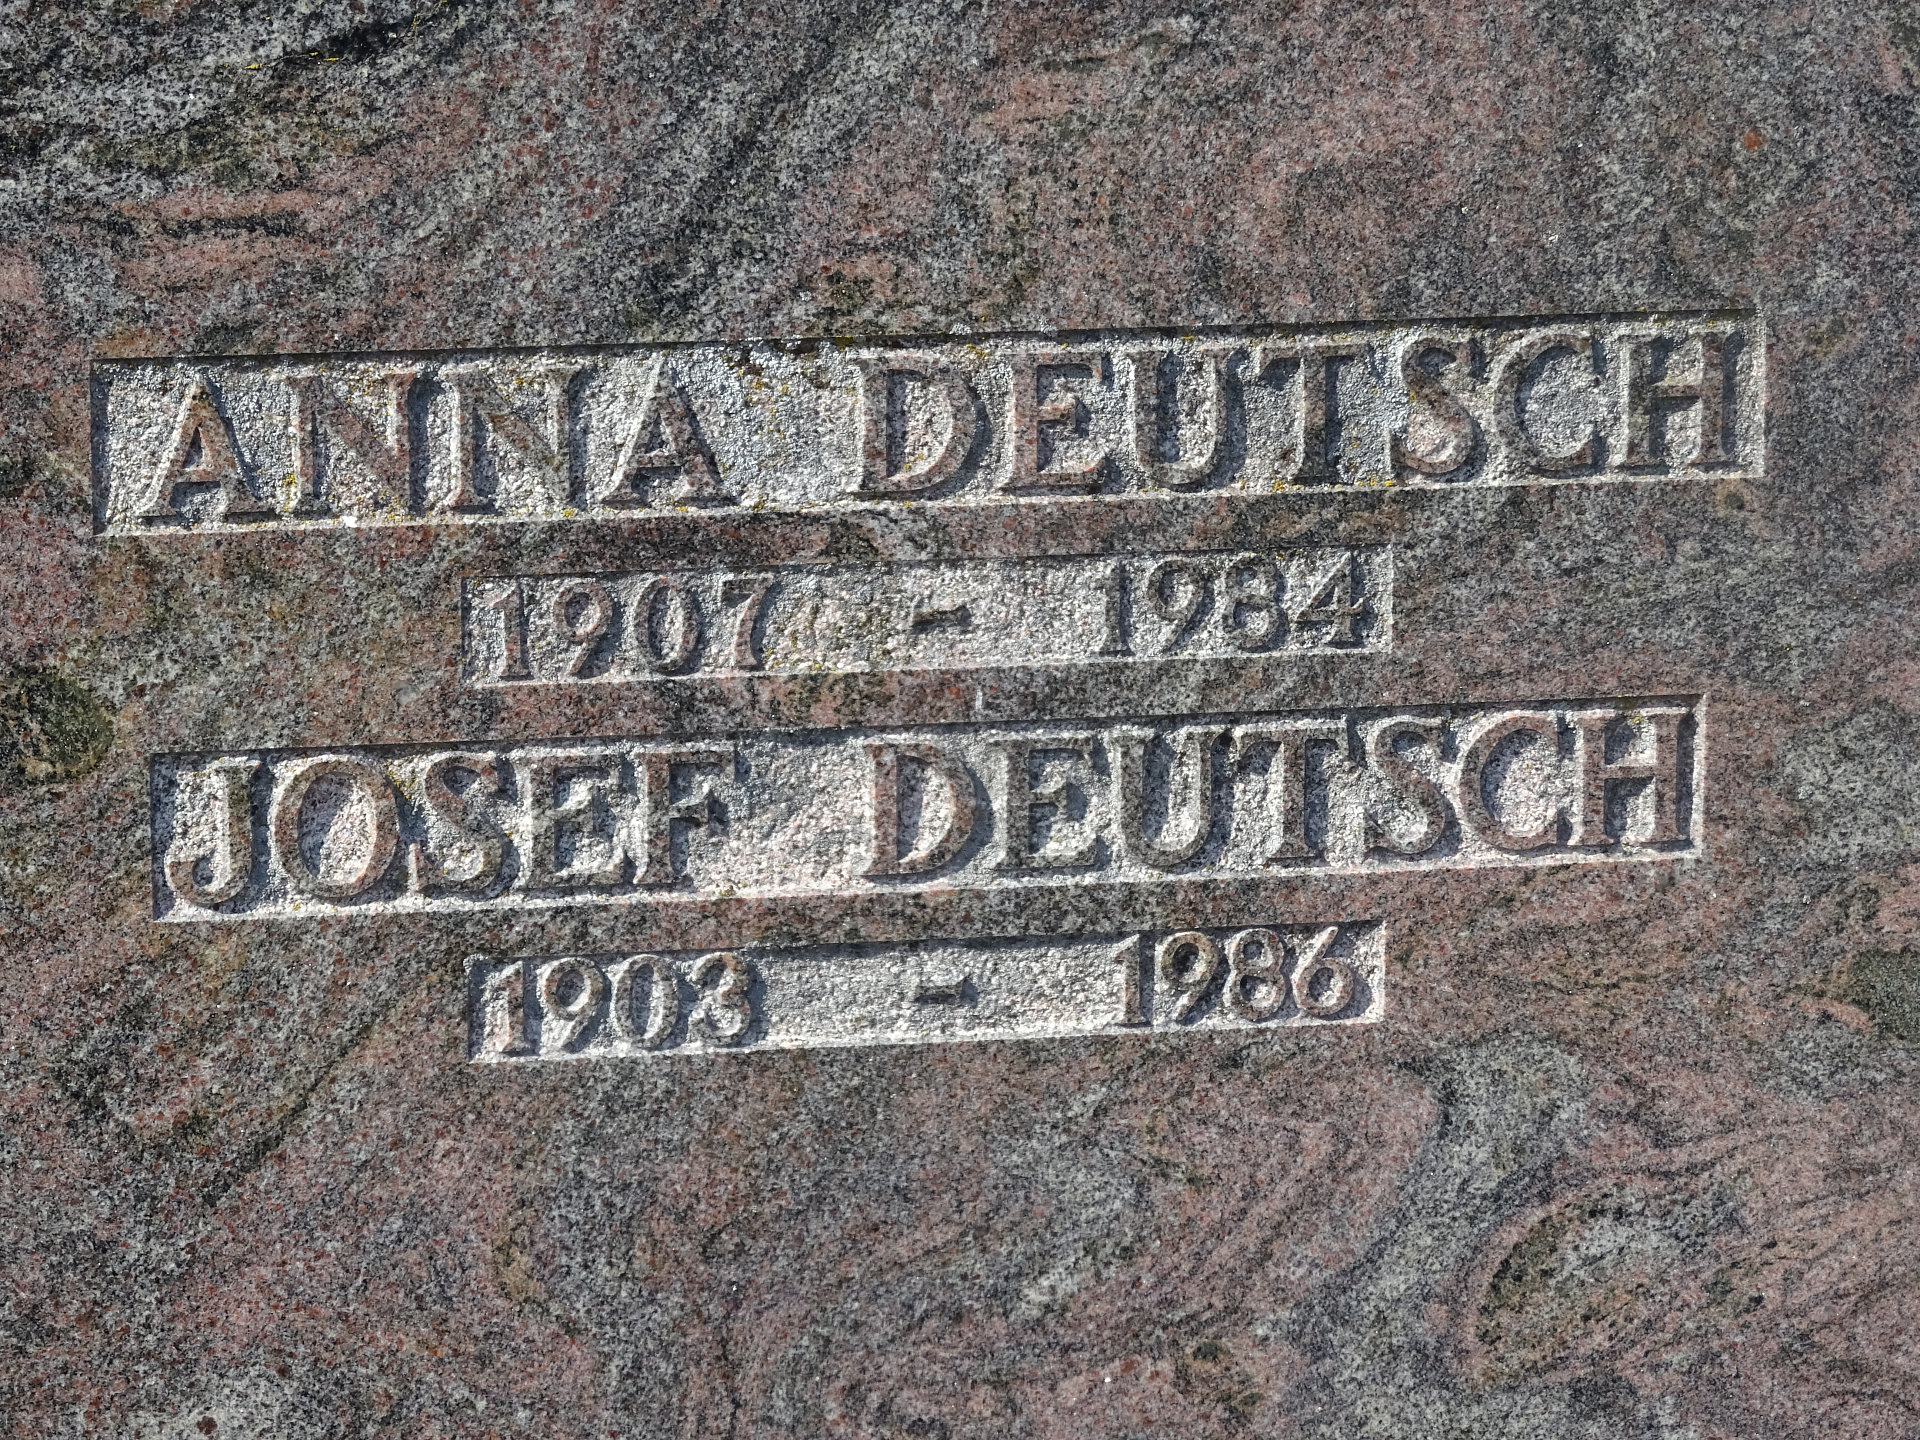 ANNA DEUTSCH
1907 - 1984
JOSEF DEUTSCH
1903 - 1986